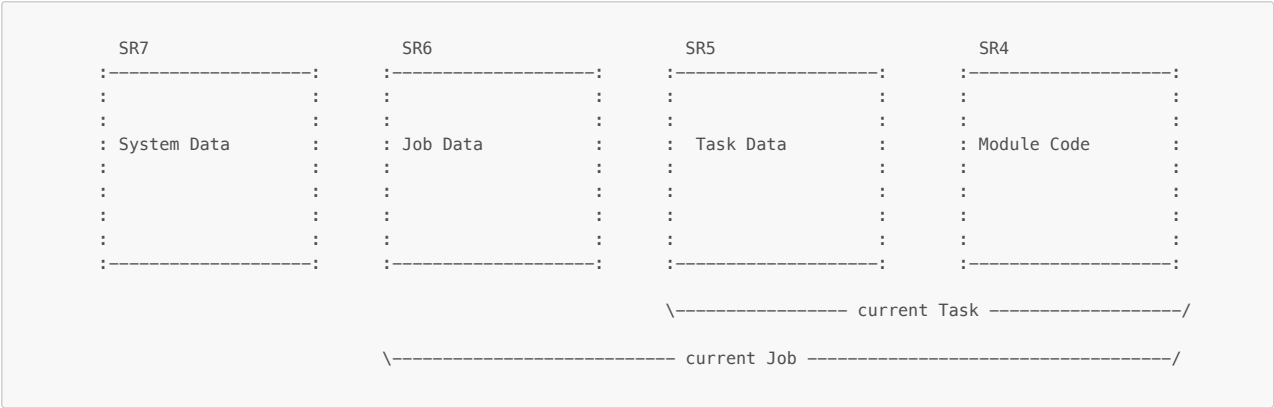 SR7 SR6 SR5 SR4
:--------------------: :--------------------: :--------------------: :--------------------:
: : : : : : : :
: : : : : : : :
: System Data : : Job Data : : Task Data : : Module Code :
: : : : : : : :
: : : : : : : :
: : : : : : : :
: : : : : : : :
:--------------------: :--------------------: :--------------------: :--------------------:
\----------------- current Task -------------------/
\---------------------------- current Job ------------------------------------/